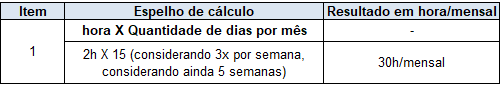 Item Espelho de cálculo Resultado em hora/mensal
hora X Quantidade de dias por mês -
1
2h X 15 (considerando 3x por semana, 30h/mensal
considerando ainda 5 semanas)